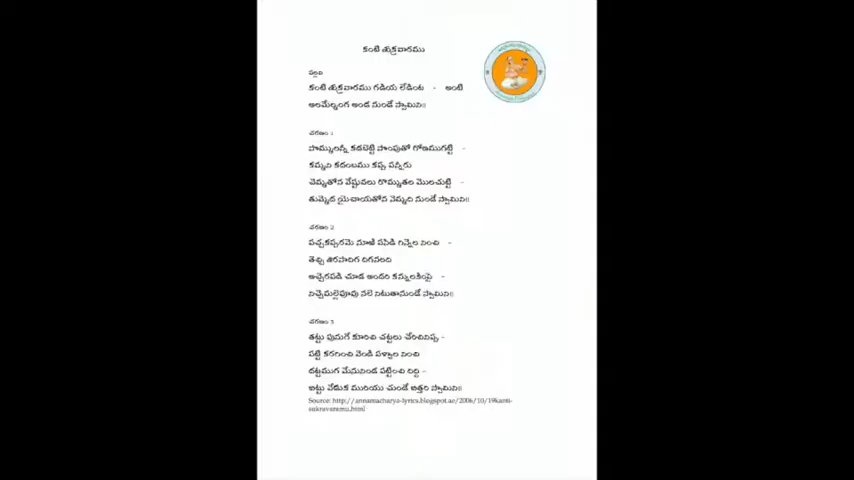 కంటి శుక్రవారము
పల్లవి
కంటి శుక్రవారము గడియ లేడింట - అంటి
అలమేల్మంగ అండ నుండే స్వామిని॥
చరణం 1
సొమ్ములన్నీ కడబెట్టి సొంపుతో గోణముగట్టి -
కమ్మని కదంబము కప్పు పన్నీరు
చెమ్మతోన వేష్టువలు రొమ్ముతల మొలచుట్టి -
తుమ్మెద మైచాయతోన నెమ్మది నుండే స్వామిని॥
చరణం 2
పచ్చకప్పురమె నూఱి పసిడి గిన్నెల నించి -
తెచ్చి శిరసాదిగ దిగనలది
అచ్చెరపడి చూడ అందరి కన్నులకింపై -
నిచ్చెమల్లెపూవు వలె నిటుతానుండే స్వామిని॥
చరణం 3
తట్టు పునుగే కూరిచి చట్టలు చేరిచినిప్పు -
పట్టి కరగించి వెండి పళ్యాల నించి
దట్టముగ మేనునిండ పట్టించి దిద్ది -
బిట్టు వేడుక మురియు చుండే బిత్తరి స్వామిని॥
Source: http://annamacharya-lyrics.blogspot.ae/2006/10/19kanti-
sukravaramu.html